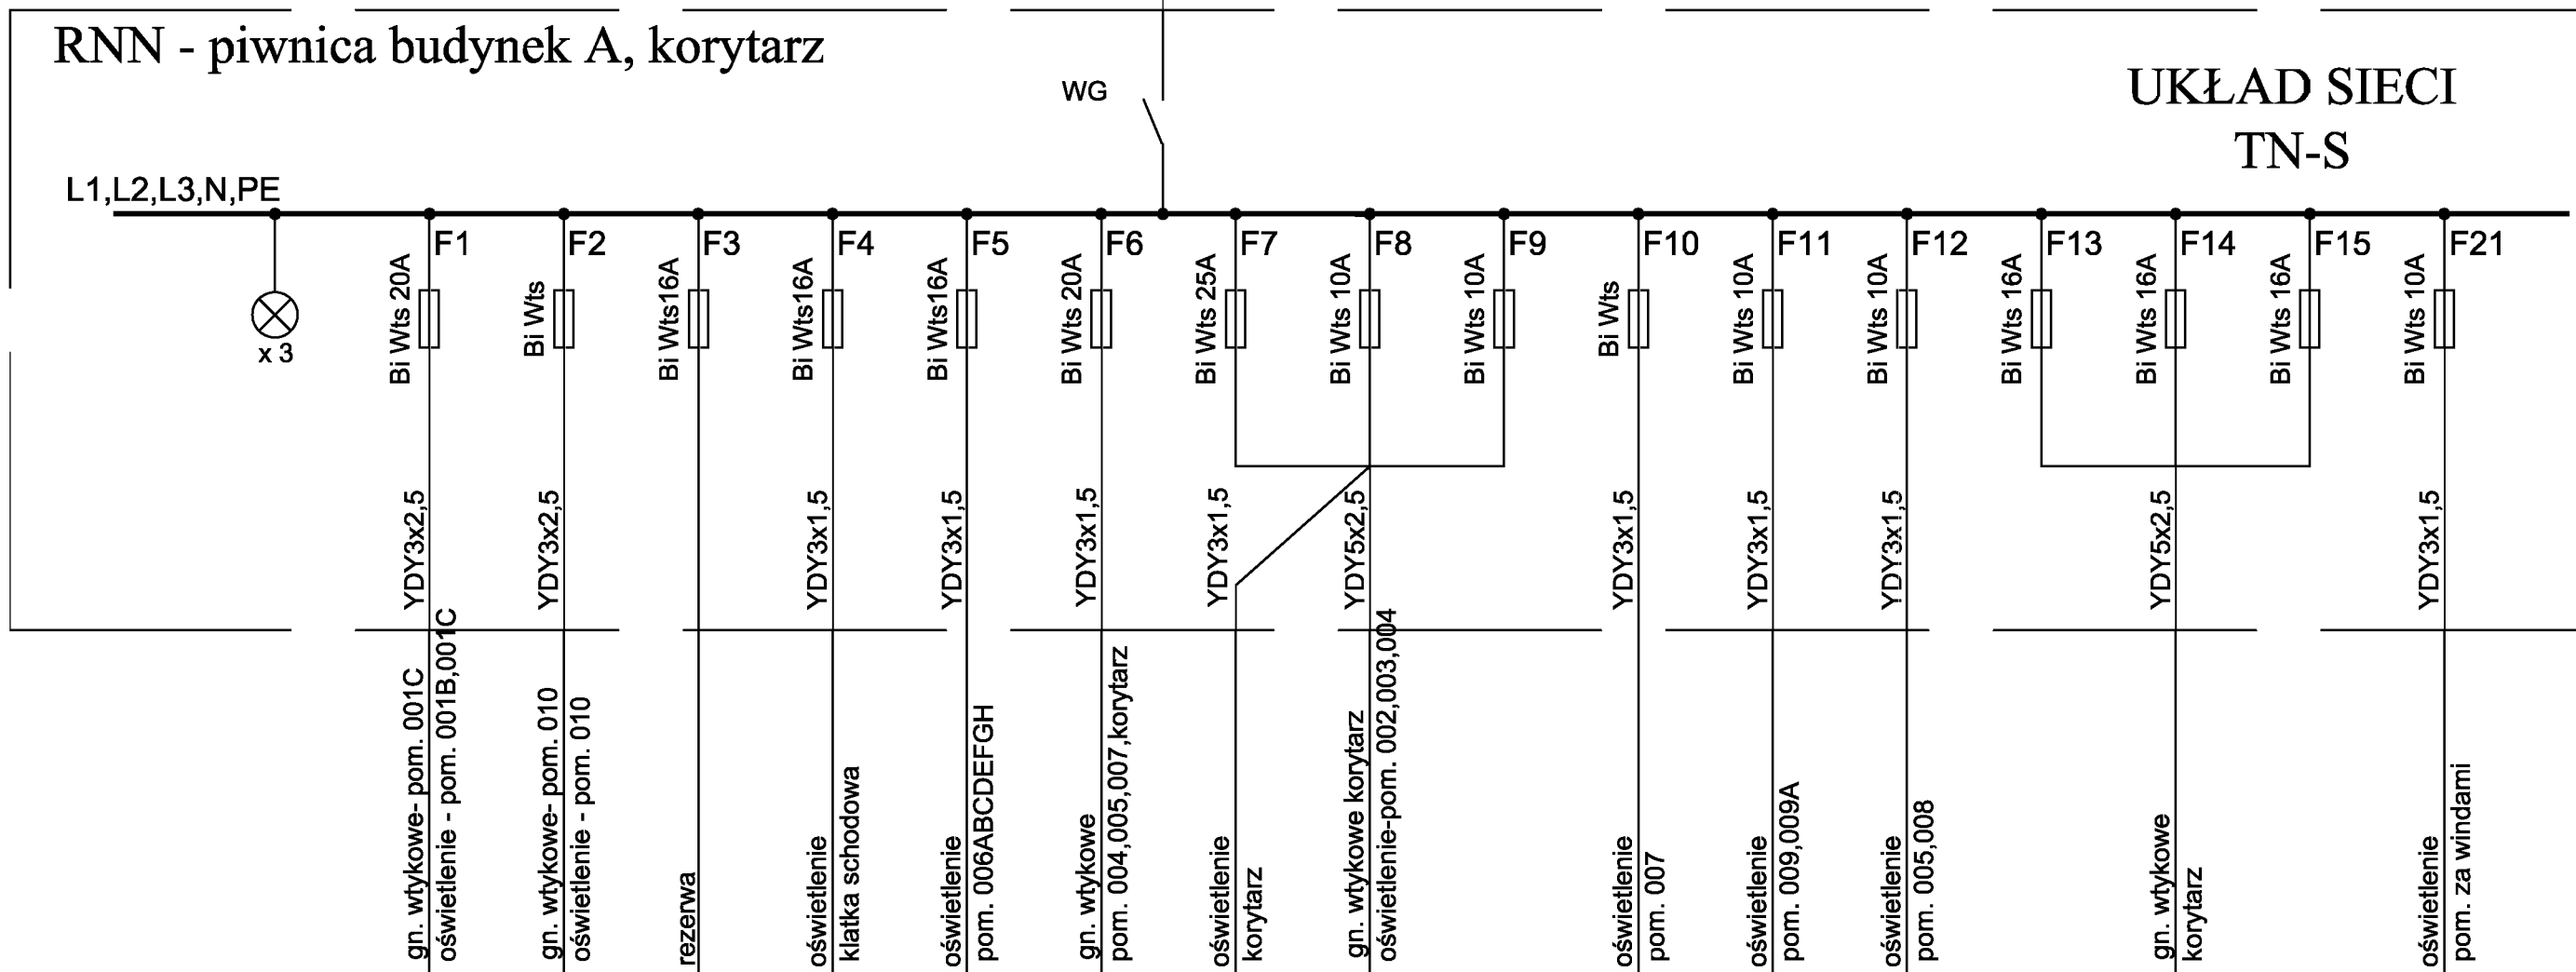 RNN - piwnica budynek A, korytarz
WG
UKŁAD SIECI
TN-S
L1,L2,L3,N,PE
x 3
F1
F2
F3
F4
F5
F6
F7
F8
F9
F10
F11
F12
F13
F14
F15
F21
Bi Wts 20A
Bi Wts
Bi Wts16A
Bi Wts16A
Bi Wts16A
Bi Wts 20A
Bi Wts 25A
Bi Wts 10A
Bi Wts 10A
Bi Wts
Bi Wts 10A
Bi Wts 10A
Bi Wts 16A
Bi Wts 16A
Bi Wts 16A
Bi Wts 10A
YDY3x2,5
YDY3x2,5
YDY3x1,5
YDY3x1,5
YDY3x1,5
YDY3x1,5
YDY5x2,5
YDY3x1,5
YDY3x1,5
YDY3x1,5
YDY5x2,5
YDY3x1,5
gn. wtykowe- pom. 001C
oświetlenie - pom. 001B,001C
gn. wtykowe- pom. 010
oświetlenie - pom. 010
rezerwa
oświetlenie
klatka schodowa
oświetlenie
pom. 006ABCDEFGH
gn. wtykowe
pom. 004,005,007,korytarz
oświetlenie
korytarz
gn. wtykowe korytarz
oświetlenie-pom. 002,003,004
oświetlenie
pom. 007
oświetlenie
pom. 009,009A
oświetlenie
pom. 005,008
gn. wtykowe
korytarz
oświetlenie
pom. za windami